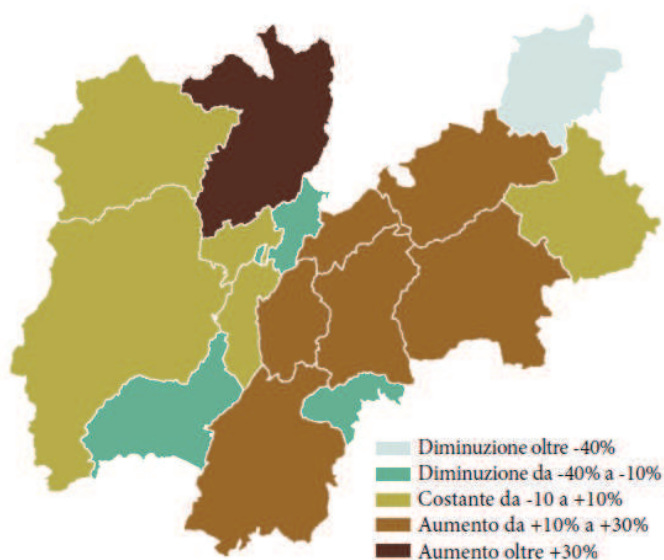 Diminuzione oltre -40%
Diminuzione da -40% a -10%
Costante da -10 a +10%
Aumento da +10% a +30%
Aumento oltre +30%